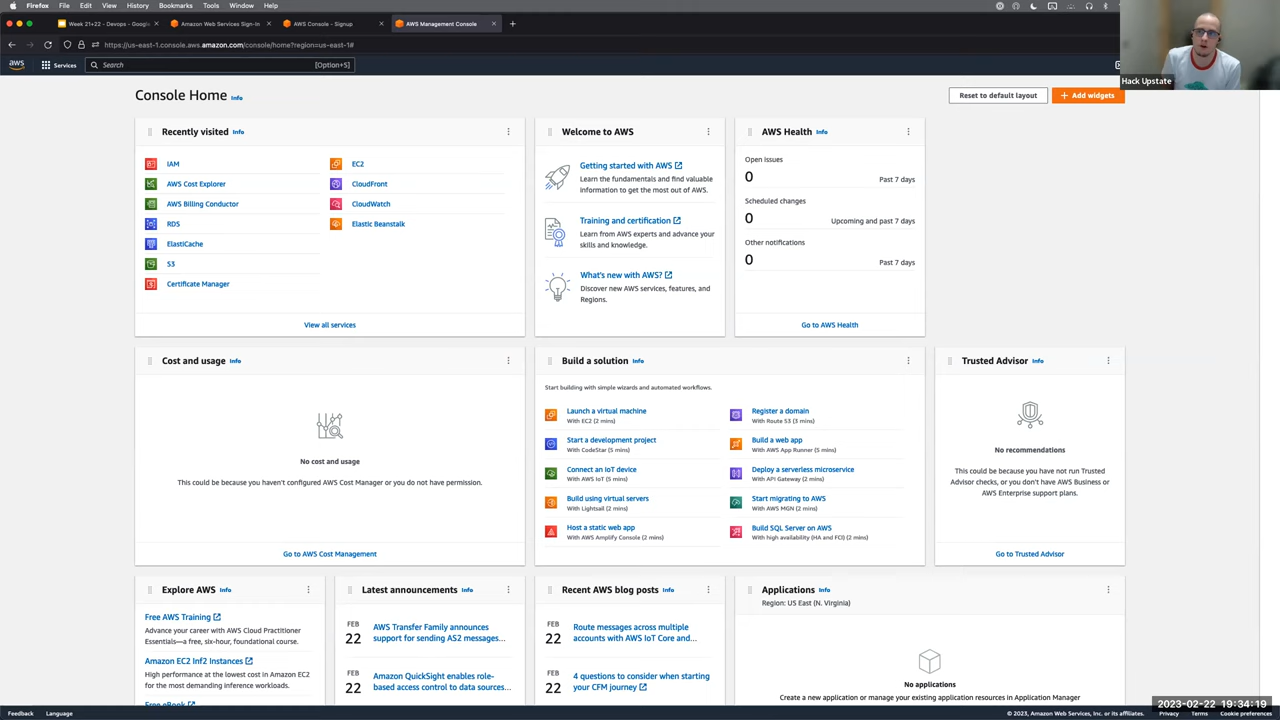 Firefox File Edit View History Bookmarks Tools Window Help
Week 21+22 - Devops - Google
Amazon Web Services Sign-In
AWS Console - Signup
AWS Management Console
https://us-east-1.console.aws.amazon.com/console/home?region=us-east-1#
aws Services Search [Option+S]
Hack Upstate
Console Home Info
Reset to default layout
Add widgets
Recently visited Info
IAM
AWS Cost Explorer
AWS Billing Conductor
RDS
ElastiCache
S3
Certificate Manager
EC2
CloudFront
CloudWatch
Elastic Beanstalk
View all services
Welcome to AWS
Getting started with AWS
Learn the fundamentals and find valuable
information to get the most out of AWS.
Training and certification
Learn from AWS experts and advance your
skills and knowledge.
What's new with AWS?
Discover new AWS services, features, and
Regions.
AWS Health Info
Open issues
0 Past 7 days
Scheduled changes
0 Upcoming and past 7 days
Other notifications
0 Past 7 days
Go to AWS Health
Cost and usage Info
No cost and usage
This could be because you haven't configured AWS Cost Manager or you do not have permission.
Go to AWS Cost Management
Build a solution Info
Start building with simple wizards and automated workflows.
Launch a virtual machine
With EC2 (2 mins)
Start a development project
With CodeStar (5 mins)
Connect an IoT device
With AWS IoT (5 mins)
Build using virtual servers
With Lightsail (2 mins)
Host a static web app
With AWS Amplify Console (2 mins)
Register a domain
With Route 53 (3 mins)
Build a web app
With AWS App Runner (5 mins)
Deploy a serverless microservice
With API Gateway (2 mins)
Start migrating to AWS
With AWS MGN (2 mins)
Build SQL Server on AWS
With high availability (HA and FCI) (2 mins)
Trusted Advisor Info
No recommendations
This could be because you have not run Trusted
Advisor checks, or you don't have AWS Business or
AWS Enterprise support plans.
Go to Trusted Advisor
Explore AWS Info
Free AWS Training
Advance your career with AWS Cloud Practitioner
Essentials—a free, six-hour, foundational course.
Amazon EC2 Inf2 Instances
High performance at the lowest cost in Amazon EC2
for the most demanding inference workloads.
Free eBook
Latest announcements Info
FEB
22
AWS Transfer Family announces
support for sending AS2 messages...
FEB
22
Amazon QuickSight enables role-
based access control to data sources...
Recent AWS blog posts Info
FEB
22
Route messages across multiple
accounts with AWS IoT Core and...
FEB
22
4 questions to consider when starting
your CFM journey
Applications Info
Region: US East (N. Virginia)
No applications
Create a new application or manage your existing application resources in Application Manager
2023-02-22 19:34:19
Feedback Language
© 2023, Amazon Web Services, Inc. or its affiliates. Privacy Terms Cookie preferences